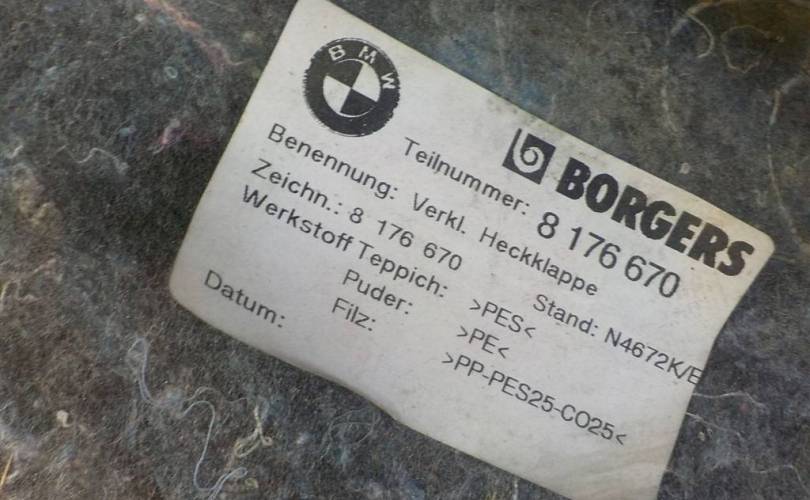 BMW
BORGERS
Teilnummer: 8 176 670
Benennung: Verkl. Heckklappe
Zeichn.: 8 176 670 Stand: N4672K/E
Werkstoff Teppich: >PES<
Puder: >PE<
Filz: >PP-PES25-CO25<
Datum: